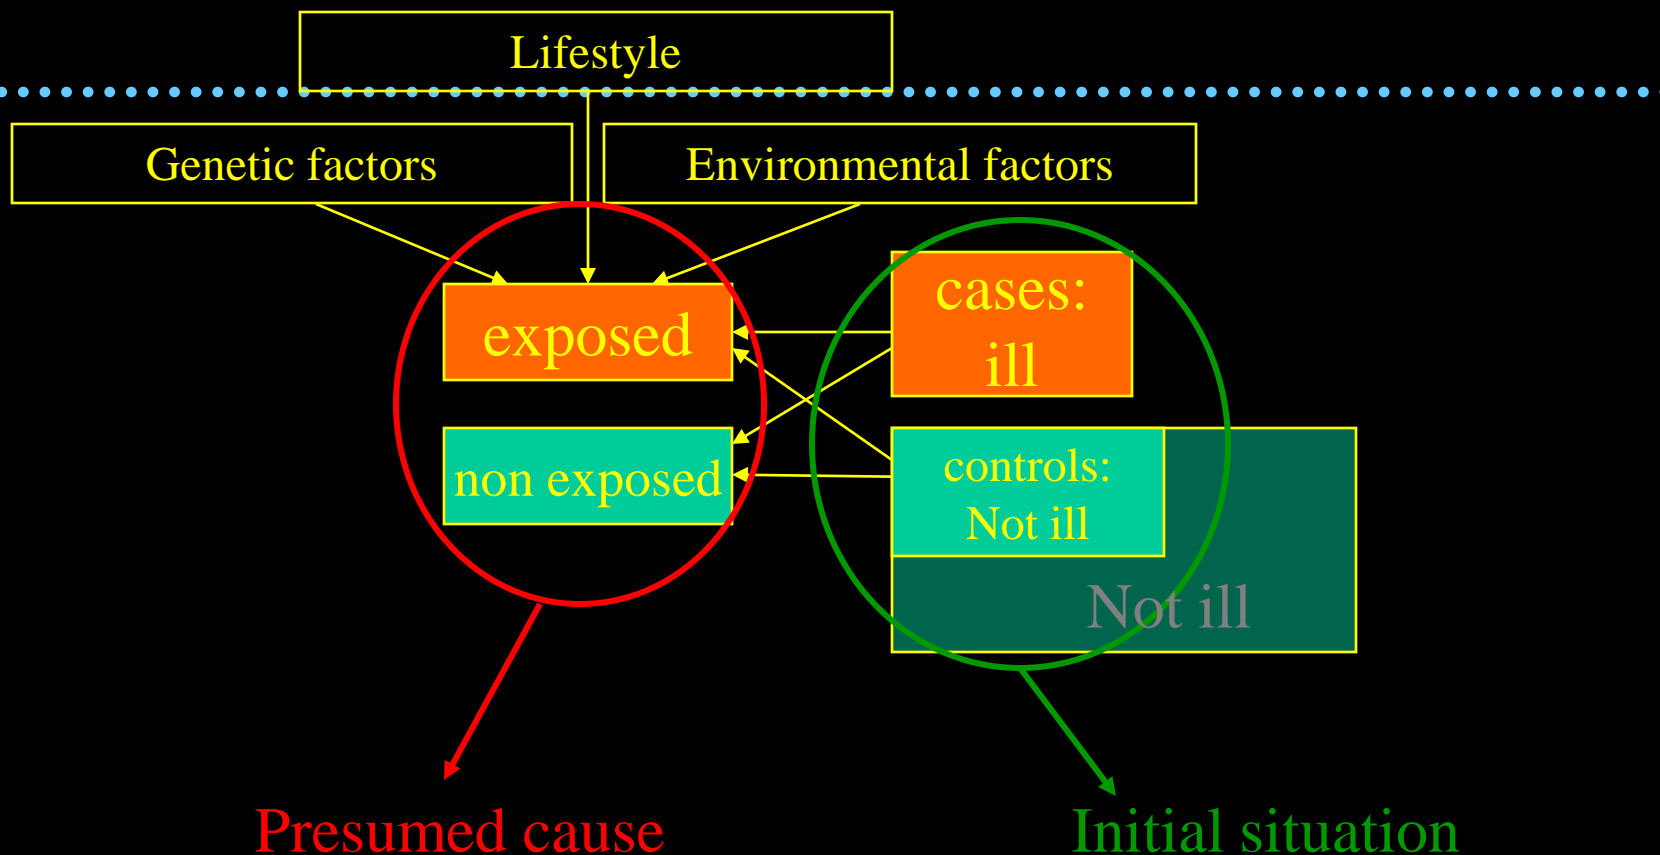 Lifestyle
Genetic factors
Environmental factors
exposed
cases:
ill
non exposed
controls:
Not ill
Not ill
Presumed cause
Initial situation